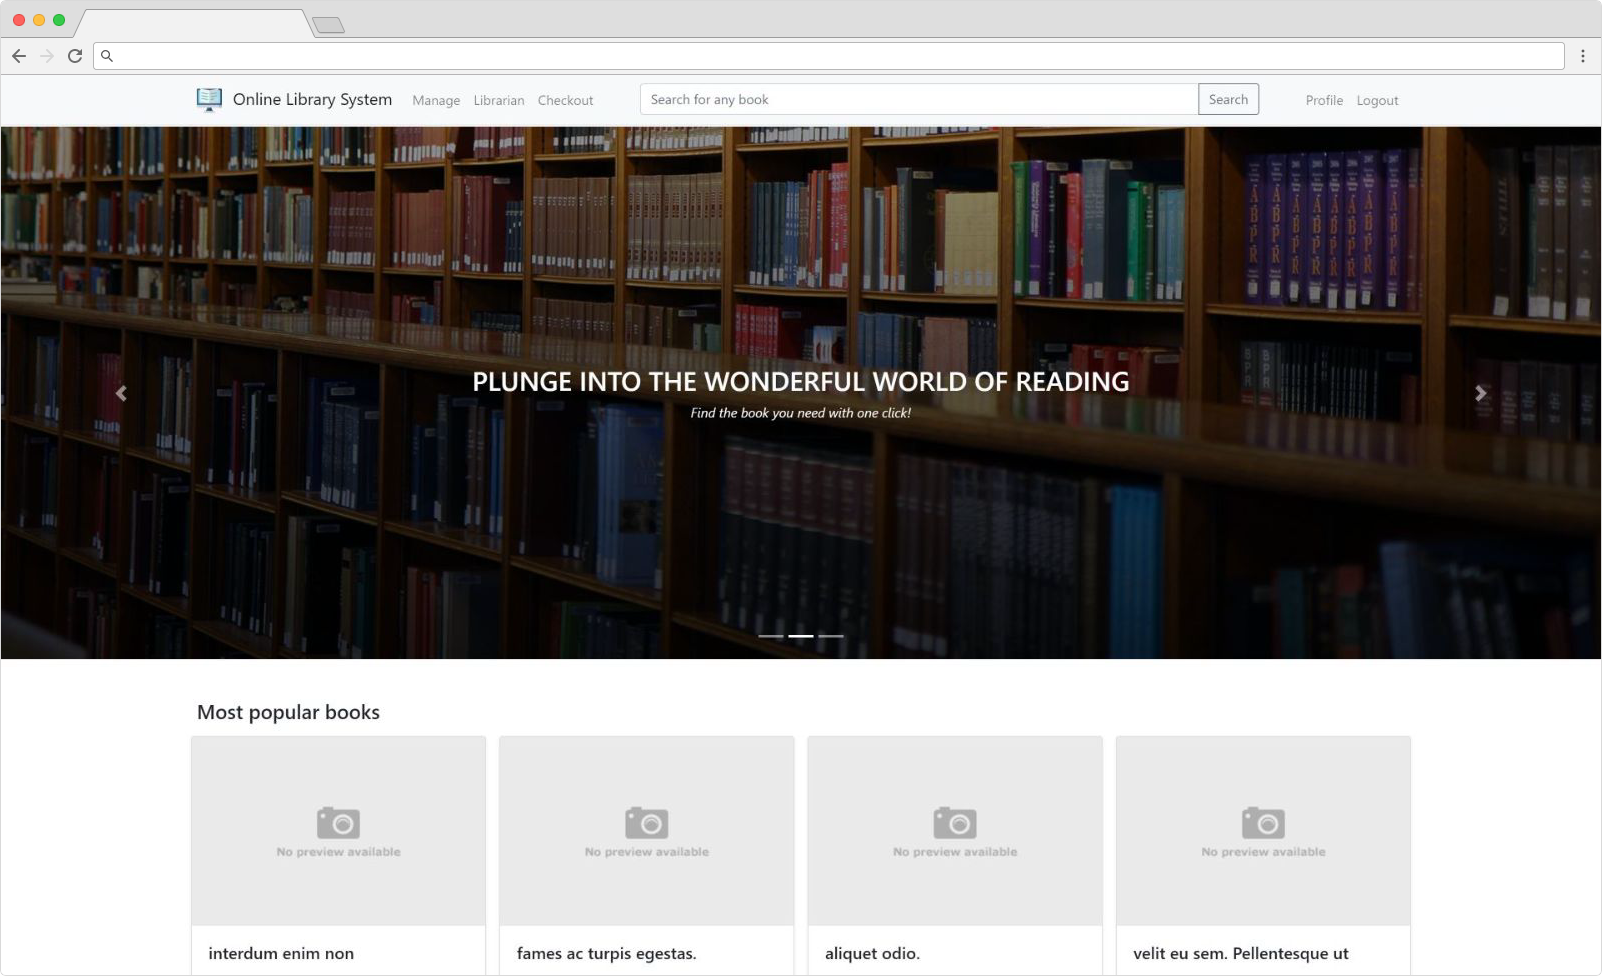 Online Library System Manage Librarian Checkout Search for any book Search Profile Logout
PLUNGE INTO THE WONDERFUL WORLD OF READING
Find the book you need with one click!
Most popular books
No preview available No preview available No preview available No preview available
interdum enim non fames ac turpis egestas. aliquet odio. velit eu sem. Pellentesque ut